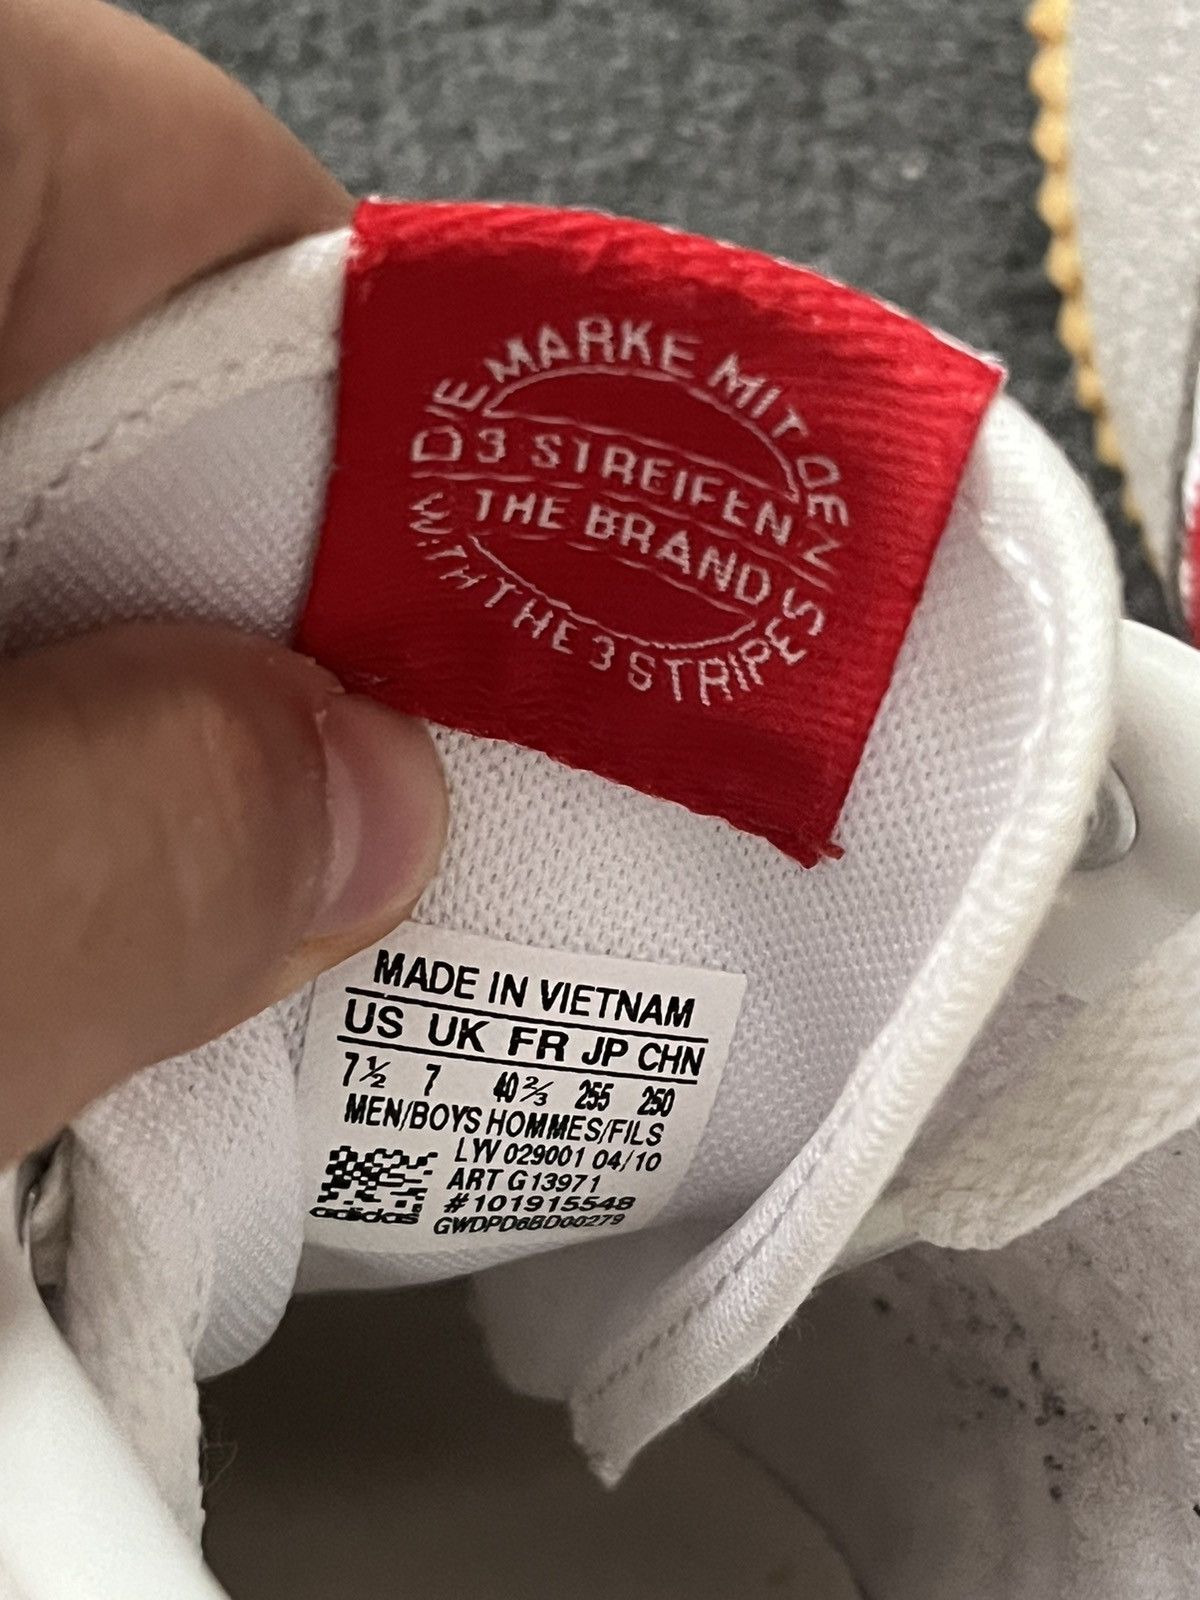 DIE MARKE MIT DEN
3 STREIFEN
THE BRAND
WITH THE 3 STRIPES
MADE IN VIETNAM
US UK FR JP CHN
7½ 7 40⅔ 255 250
MEN/BOYS HOMMES/FILS
LYV 029001 04/10
ART G13971
#101915548
adidas GWDPD6BD00279